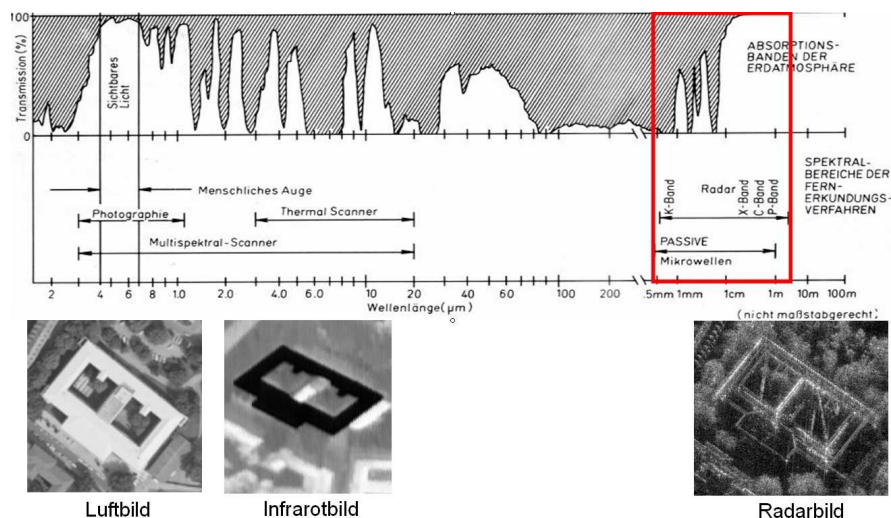 100
Transmission (%)
0
Sichtbares
Licht
ABSORPTIONS-
BANDEN DER
ERDATMOSPHÄRE
SPEKTRAL-
BEREICHE DER
FERN-
ERKUNDUNGS-
VERFAHREN
Menschliches Auge
Photographie
Thermal Scanner
Multispektral-Scanner
K-Band
Radar
X-Band
C-Band
P-Band
PASSIVE
Mikrowellen
2 4 6 8 1.0 2.0 4.0 6.0 10 20 40 60 100 200 .5mm 1mm 1cm 1m 10m 100m
Wellenlänge(µm)
(nicht maßstabgerecht)
Luftbild
Infrarotbild
Radarbild